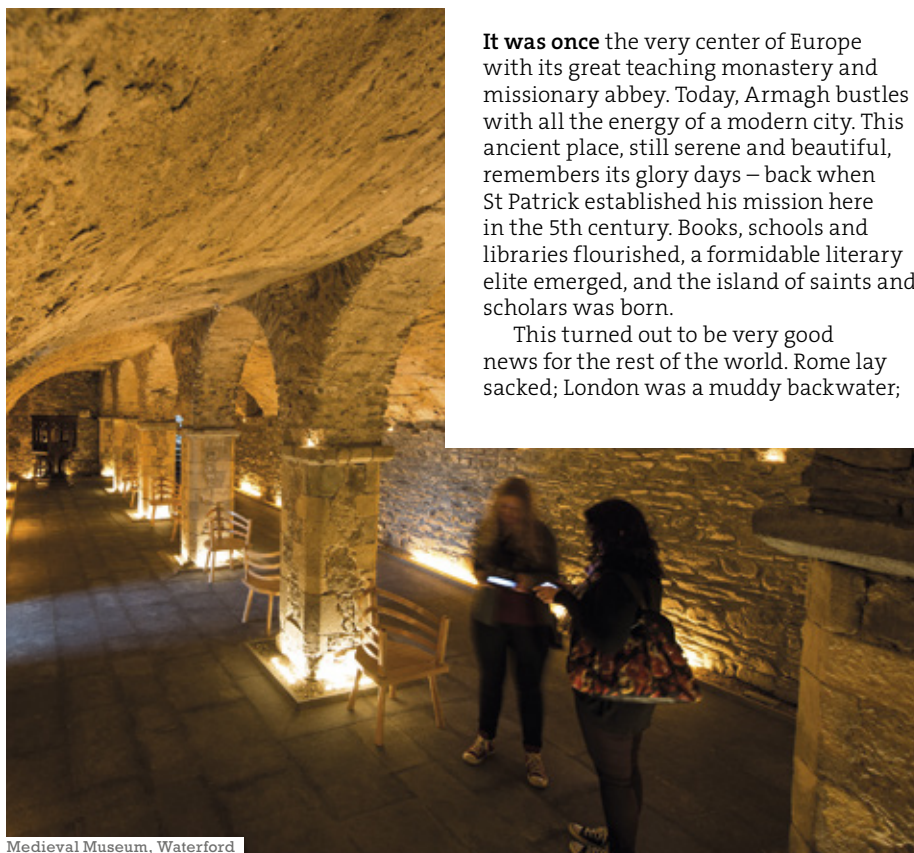 It was once the very center of Europe
with its great teaching monastery and
missionary abbey. Today, Armagh bustles
with all the energy of a modern city. This
ancient place, still serene and beautiful,
remembers its glory days – back when
St Patrick established his mission here
in the 5th century. Books, schools and
libraries flourished, a formidable literary
elite emerged, and the island of saints and
scholars was born.
This turned out to be very good
news for the rest of the world. Rome lay
sacked; London was a muddy backwater;
Medieval Museum, Waterford